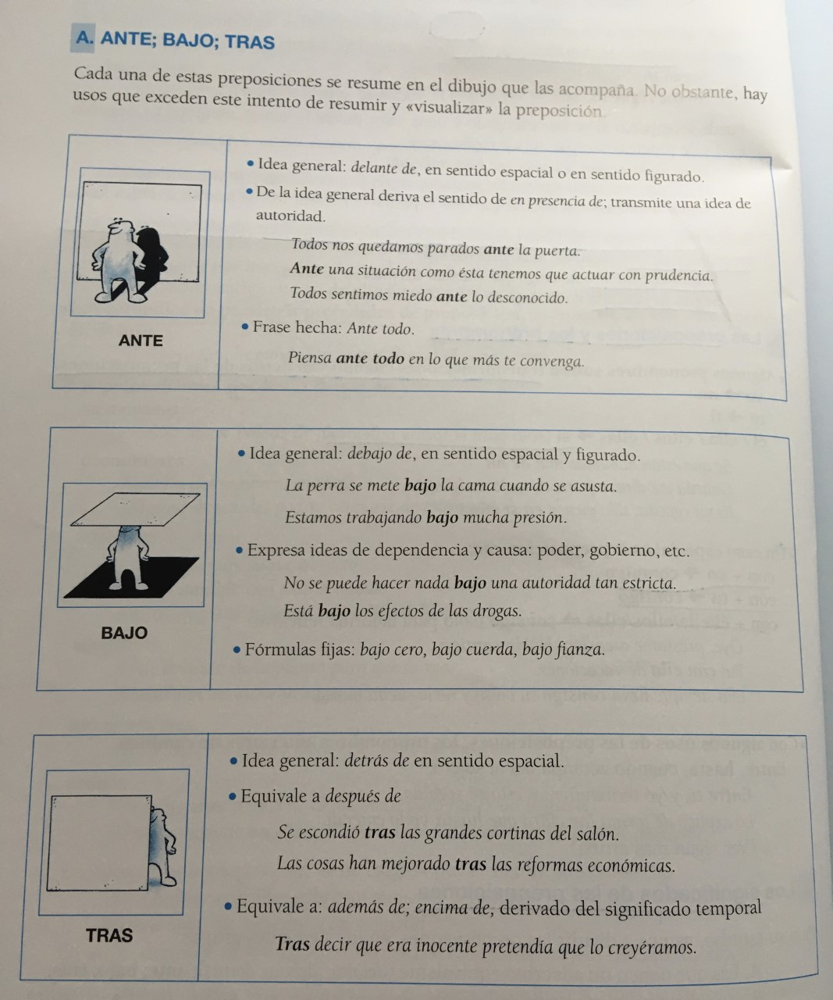 A. ANTE; BAJO; TRAS
Cada una de estas preposiciones se resume en el dibujo que las acompaña. No obstante, hay
usos que exceden este intento de resumir y «visualizar» la preposición.
• Idea general: delante de, en sentido espacial o en sentido figurado.
• De la idea general deriva el sentido de en presencia de; transmite una idea de
autoridad.
Todos nos quedamos parados ante la puerta.
Ante una situación como ésta tenemos que actuar con prudencia.
Todos sentimos miedo ante lo desconocido.
• Frase hecha: Ante todo.
Piensa ante todo en lo que más te convenga.
ANTE
• Idea general: debajo de, en sentido espacial y figurado.
La perra se mete bajo la cama cuando se asusta.
Estamos trabajando bajo mucha presión.
• Expresa ideas de dependencia y causa: poder, gobierno, etc.
No se puede hacer nada bajo una autoridad tan estricta.
Está bajo los efectos de las drogas.
• Fórmulas fijas: bajo cero, bajo cuerda, bajo fianza.
BAJO
• Idea general: detrás de en sentido espacial.
• Equivale a después de
Se escondió tras las grandes cortinas del salón.
Las cosas han mejorado tras las reformas económicas.
• Equivale a: además de; encima de, derivado del significado temporal
Tras decir que era inocente pretendía que lo creyéramos.
TRAS